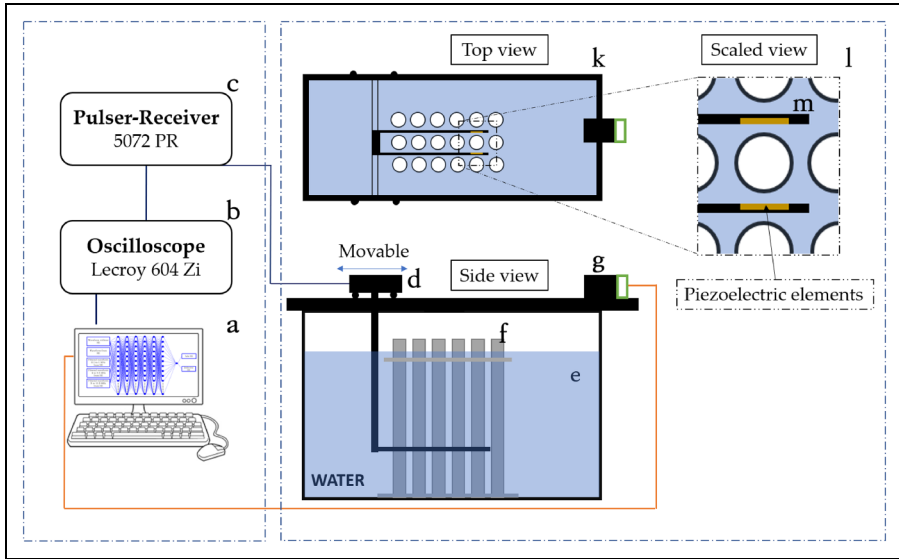 c
Pulser-Receiver
5072 PR
b
Oscilloscope
Lecroy 604 Zi
a
Top view
k
Scaled view
l
m
Movable
d
Side view
g
f
e
Piezoelectric elements
WATER